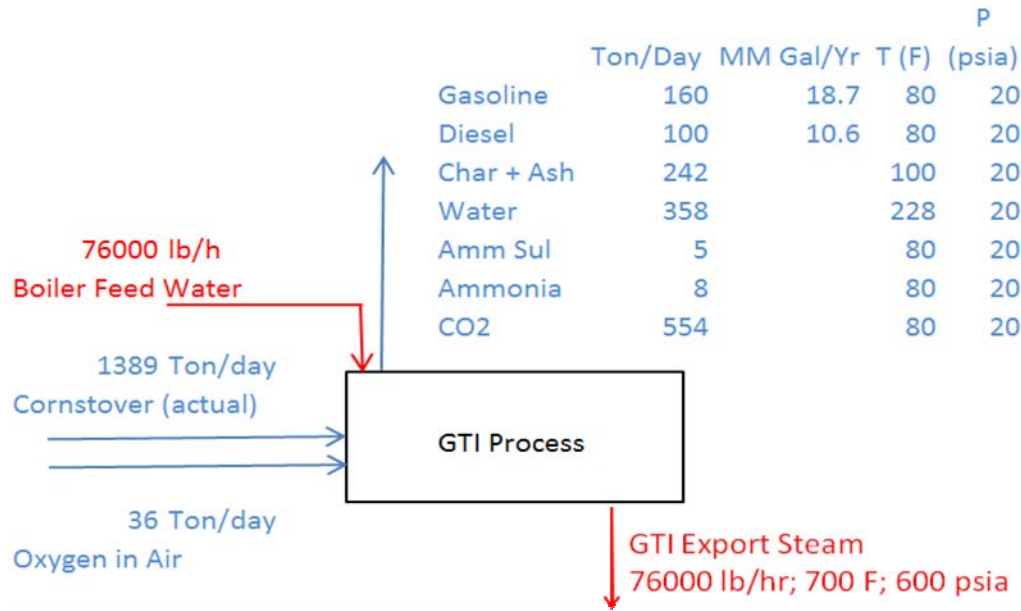 P
Ton/Day MM Gal/Yr T (F) (psia)
Gasoline 160 18.7 80 20
Diesel 100 10.6 80 20
Char + Ash 242 100 20
Water 358 228 20
Amm Sul 5 80 20
Ammonia 8 80 20
CO2 554 80 20
76000 lb/h
Boiler Feed Water
1389 Ton/day
Cornstover (actual)
GTI Process
36 Ton/day
Oxygen in Air
GTI Export Steam
76000 lb/hr; 700 F; 600 psia